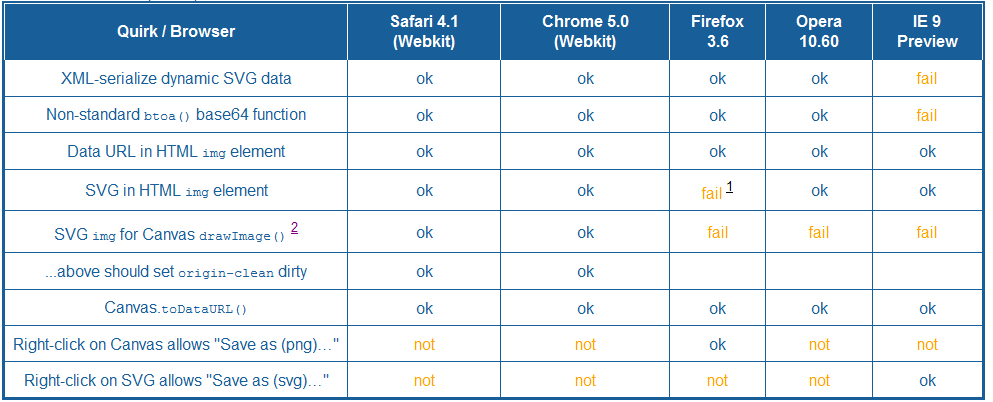 Quirk / Browser Safari 4.1 (Webkit) Chrome 5.0 (Webkit) Firefox 3.6 Opera 10.60 IE 9 Preview
XML-serialize dynamic SVG data ok ok ok ok fail
Non-standard btoa() base64 function ok ok ok ok fail
Data URL in HTML img element ok ok ok ok ok
SVG in HTML img element ok ok fail 1 ok ok
SVG img for Canvas drawImage() 2 ok ok fail fail fail
...above should set origin-clean dirty ok ok
Canvas.toDataURL() ok ok ok ok ok
Right-click on Canvas allows "Save as (png)…" not not ok not not
Right-click on SVG allows "Save as (svg)…" not not not not ok